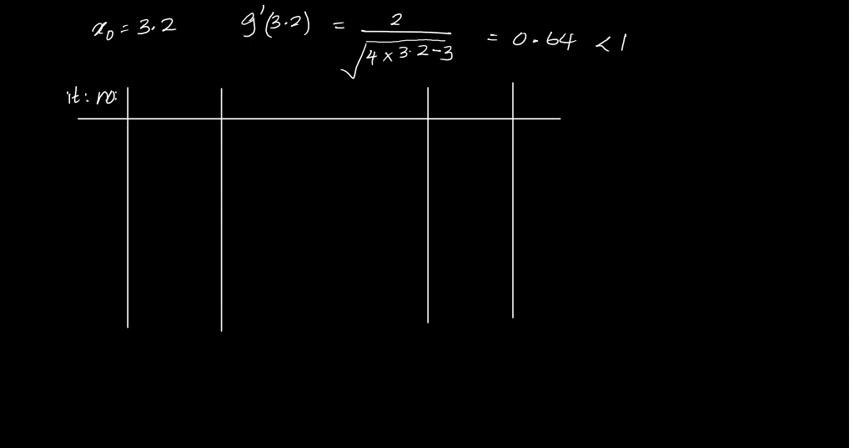 x₀ = 3.2 g'(3.2) = 2 / √(4 × 3.2 − 3) = 0.64 < 1
it: no: